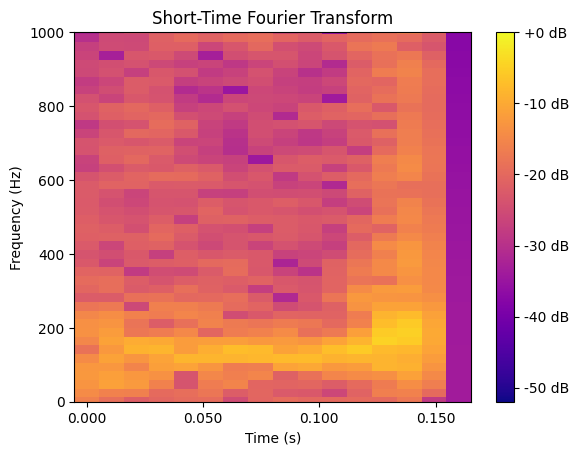 Short-Time Fourier Transform
1000
800
600
400
200
0
Frequency (Hz)
0.000
0.050
0.100
0.150
Time (s)
+0 dB
-10 dB
-20 dB
-30 dB
-40 dB
-50 dB